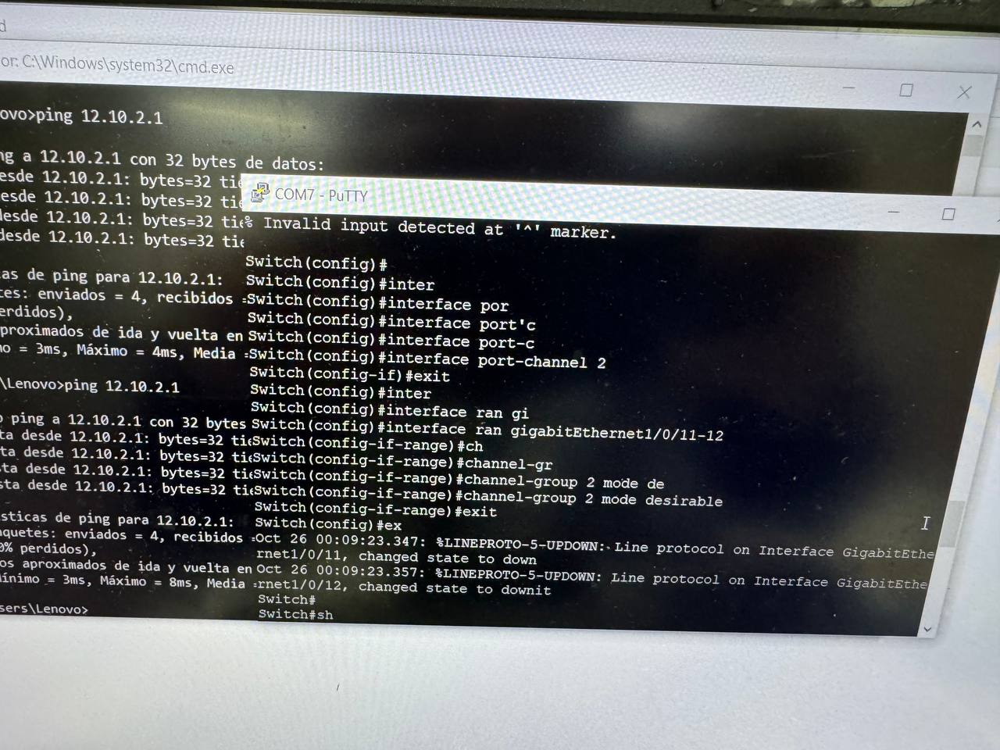 d
or: C:\Windows\system32\cmd.exe
ovo>ping 12.10.2.1
ng a 12.10.2.1 con 32 bytes de datos:
esde 12.10.2.1: bytes=32 tie
esde 12.10.2.1: bytes=32 tie
desde 12.10.2.1: bytes=32 tie
desde 12.10.2.1: bytes=32 tie
as de ping para 12.10.2.1:
tes: enviados = 4, recibidos =
erdidos),
proximados de ida y vuelta en
mo = 3ms, Máximo = 4ms, Media =
\Lenovo>ping 12.10.2.1
o ping a 12.10.2.1 con 32 bytes
ta desde 12.10.2.1: bytes=32 tie
ta desde 12.10.2.1: bytes=32 tie
sta desde 12.10.2.1: bytes=32 tie
sta desde 12.10.2.1: bytes=32 tie
ísticas de ping para 12.10.2.1:
quetes: enviados = 4, recibidos =
0% perdidos),
os aproximados de ida y vuelta en
ínimo = 3ms, Máximo = 8ms, Media =
sers\Lenovo>
COM7 - PuTTY
% Invalid input detected at '^' marker.
Switch(config)#
Switch(config)#inter
Switch(config)#interface por
Switch(config)#interface port'c
Switch(config)#interface port-c
Switch(config)#interface port-channel 2
Switch(config-if)#exit
Switch(config)#inter
Switch(config)#interface ran gi
Switch(config)#interface ran gigabitEthernet1/0/11-12
Switch(config-if-range)#ch
Switch(config-if-range)#channel-gr
Switch(config-if-range)#channel-group 2 mode de
Switch(config-if-range)#channel-group 2 mode desirable
Switch(config-if-range)#exit
Switch(config)#ex
Oct 26 00:09:23.347: %LINEPROTO-5-UPDOWN: Line protocol on Interface GigabitEthe
rnet1/0/11, changed state to down
Oct 26 00:09:23.357: %LINEPROTO-5-UPDOWN: Line protocol on Interface GigabitEthe
rnet1/0/12, changed state to downit
Switch#
Switch#sh